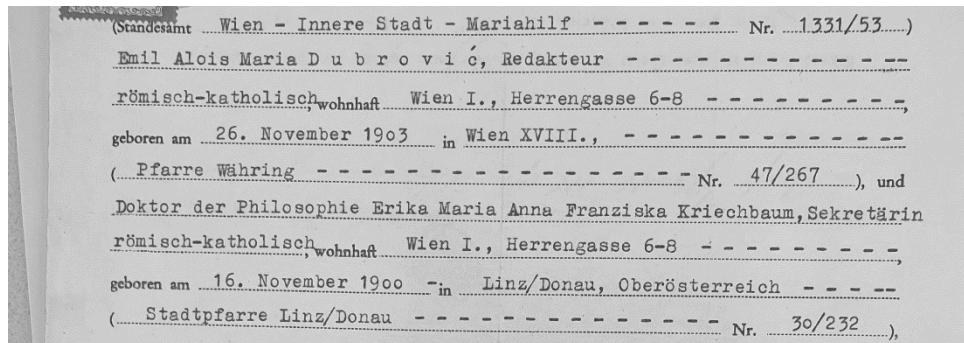 (Standesamt Wien - Innere Stadt - Mariahilf - - - - - - Nr. 1331/53 )
Emil Alois Maria D u b r o v i ć, Redakteur - - - - - - - - - - - --
römisch-katholisch, wohnhaft Wien I., Herrengasse 6-8 - - - - - - - - -,
geboren am 26. November 1903 in Wien XVIII., - - - - - - - - - - - --
( Pfarre Währing - - - - - - - - - - - - - - - - - Nr. 47/267 ), und
Doktor der Philosophie Erika Maria Anna Franziska Kriechbaum, Sekretärin
römisch-katholisch, wohnhaft Wien I., Herrengasse 6-8 - - - - - - - - -,
geboren am 16. November 1900 - in Linz/Donau, Oberösterreich - - - --
( Stadtpfarre Linz/Donau - - - - - - - - - - - - - - Nr. 30/232 ),